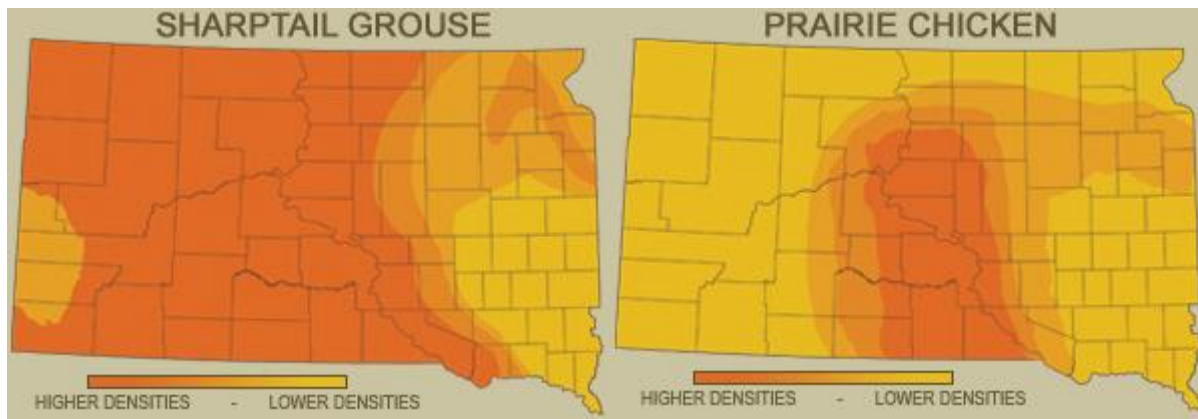 SHARPTAIL GROUSE
HIGHER DENSITIES - LOWER DENSITIES
PRAIRIE CHICKEN
HIGHER DENSITIES - LOWER DENSITIES